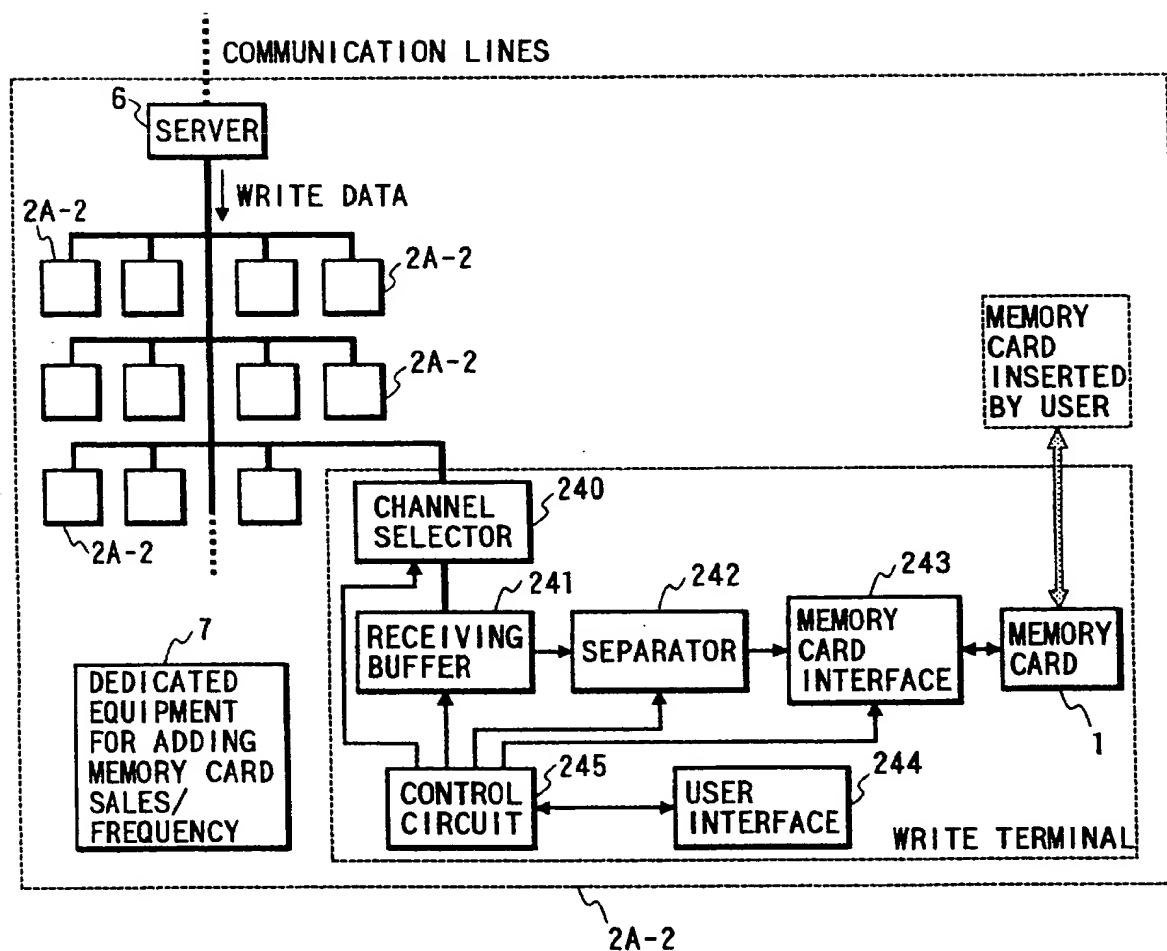 COMMUNICATION LINES
6
SERVER
WRITE DATA
2A-2
2A-2
2A-2
2A-2
MEMORY
CARD
INSERTED
BY USER
CHANNEL
SELECTOR
240
241
RECEIVING
BUFFER
242
SEPARATOR
243
MEMORY
CARD
INTERFACE
MEMORY
CARD
1
7
DEDICATED
EQUIPMENT
FOR ADDING
MEMORY CARD
SALES/
FREQUENCY
CONTROL
CIRCUIT
245
USER
INTERFACE
244
WRITE TERMINAL
2A-2